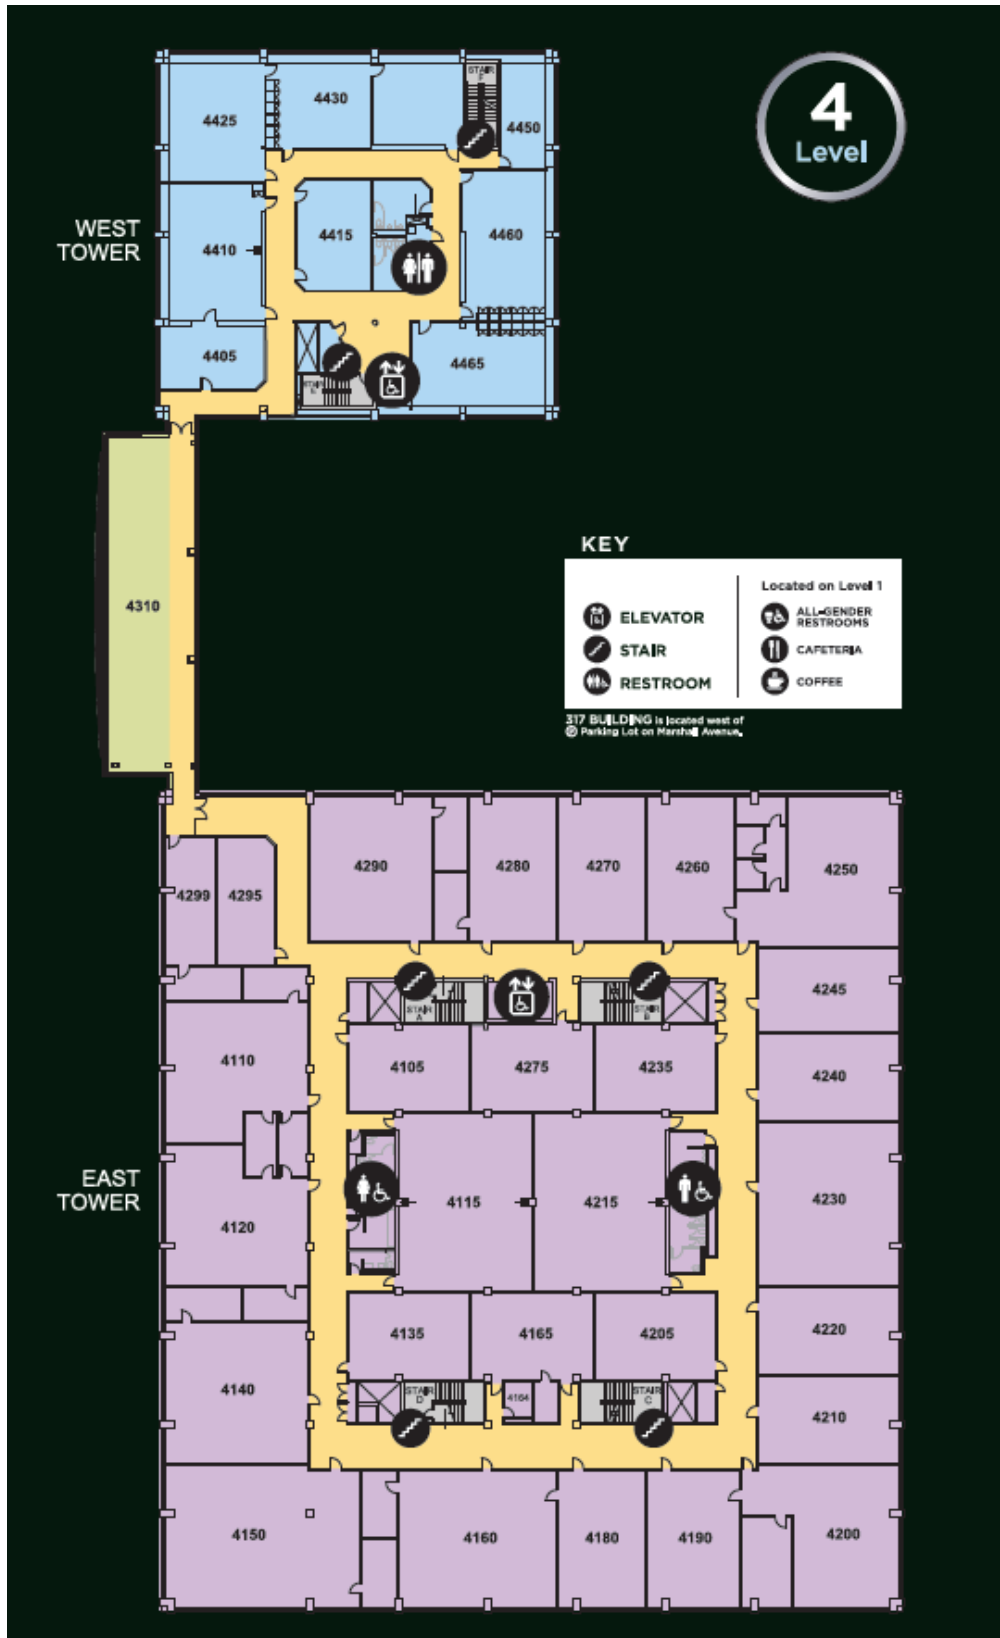 4
Level
WEST
TOWER
4425
4430
STAIR
F
4450
4410
4415
4460
4405
4465
STAIR
4310
KEY
ELEVATOR
STAIR
RESTROOM
Located on Level 1
ALL-GENDER
RESTROOMS
CAFETERIA
COFFEE
317 BUILDING is located west of
Parking Lot on Marshall Avenue.
4290
4280
4270
4260
4250
4299
4295
4245
STAIR
A
STAIR
B
4110
4105
4275
4235
4240
EAST
TOWER
4115
4215
4230
4120
4135
4165
4205
4220
4140
STAIR
D
4164
STAIR
C
4210
4150
4160
4180
4190
4200